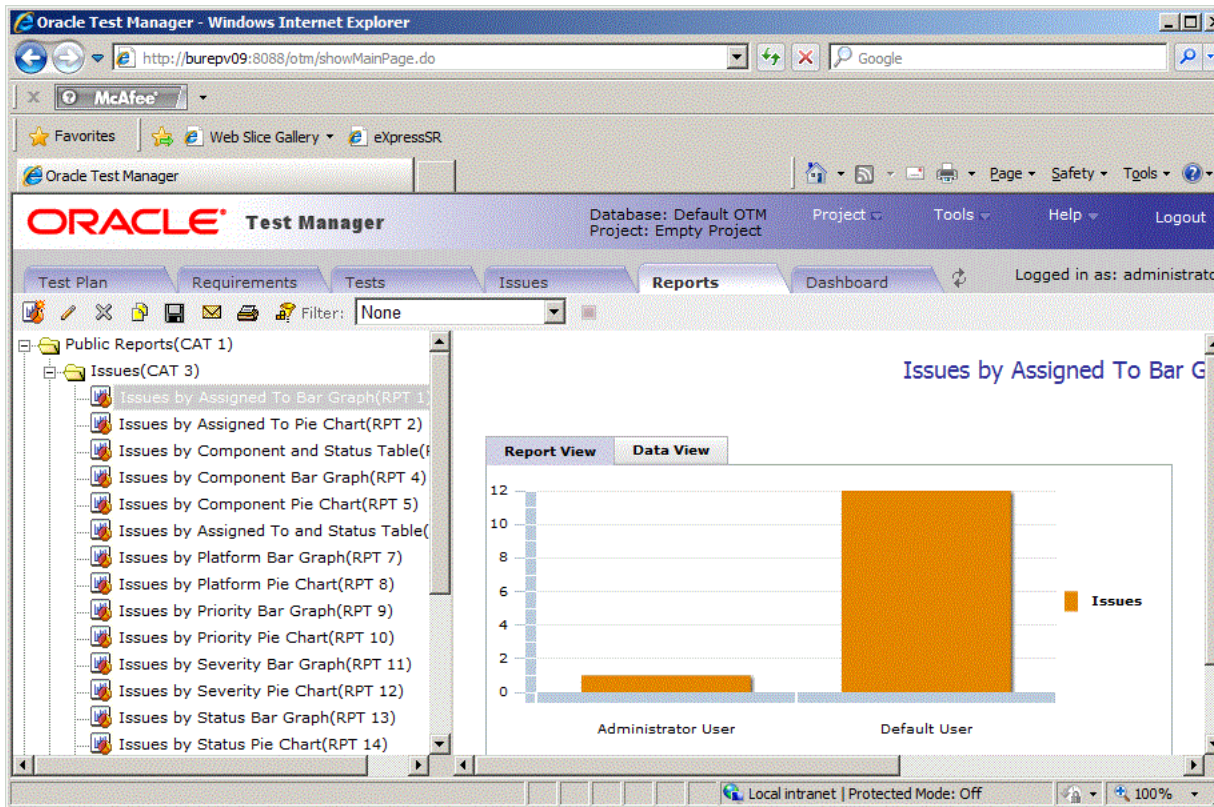 Oracle Test Manager - Windows Internet Explorer
http://burepv09:8088/otm/showMainPage.do
Google
McAfee
Favorites
Web Slice Gallery
eXpressSR
Oracle Test Manager
Page
Safety
Tools
ORACLE Test Manager
Database: Default OTM
Project: Empty Project
Project
Tools
Help
Logout
Test Plan
Requirements
Tests
Issues
Reports
Dashboard
Logged in as: administrato
Filter: None
Public Reports(CAT 1)
Issues(CAT 3)
Issues by Assigned To Bar Graph(RPT 1)
Issues by Assigned To Pie Chart(RPT 2)
Issues by Component and Status Table(
Issues by Component Bar Graph(RPT 4)
Issues by Component Pie Chart(RPT 5)
Issues by Assigned To and Status Table(
Issues by Platform Bar Graph(RPT 7)
Issues by Platform Pie Chart(RPT 8)
Issues by Priority Bar Graph(RPT 9)
Issues by Priority Pie Chart(RPT 10)
Issues by Severity Bar Graph(RPT 11)
Issues by Severity Pie Chart(RPT 12)
Issues by Status Bar Graph(RPT 13)
Issues by Status Pie Chart(RPT 14)
Issues by Assigned To Bar G
Report View
Data View
12
10
8
6
4
2
0
Administrator User
Default User
Issues
Local intranet | Protected Mode: Off
100%